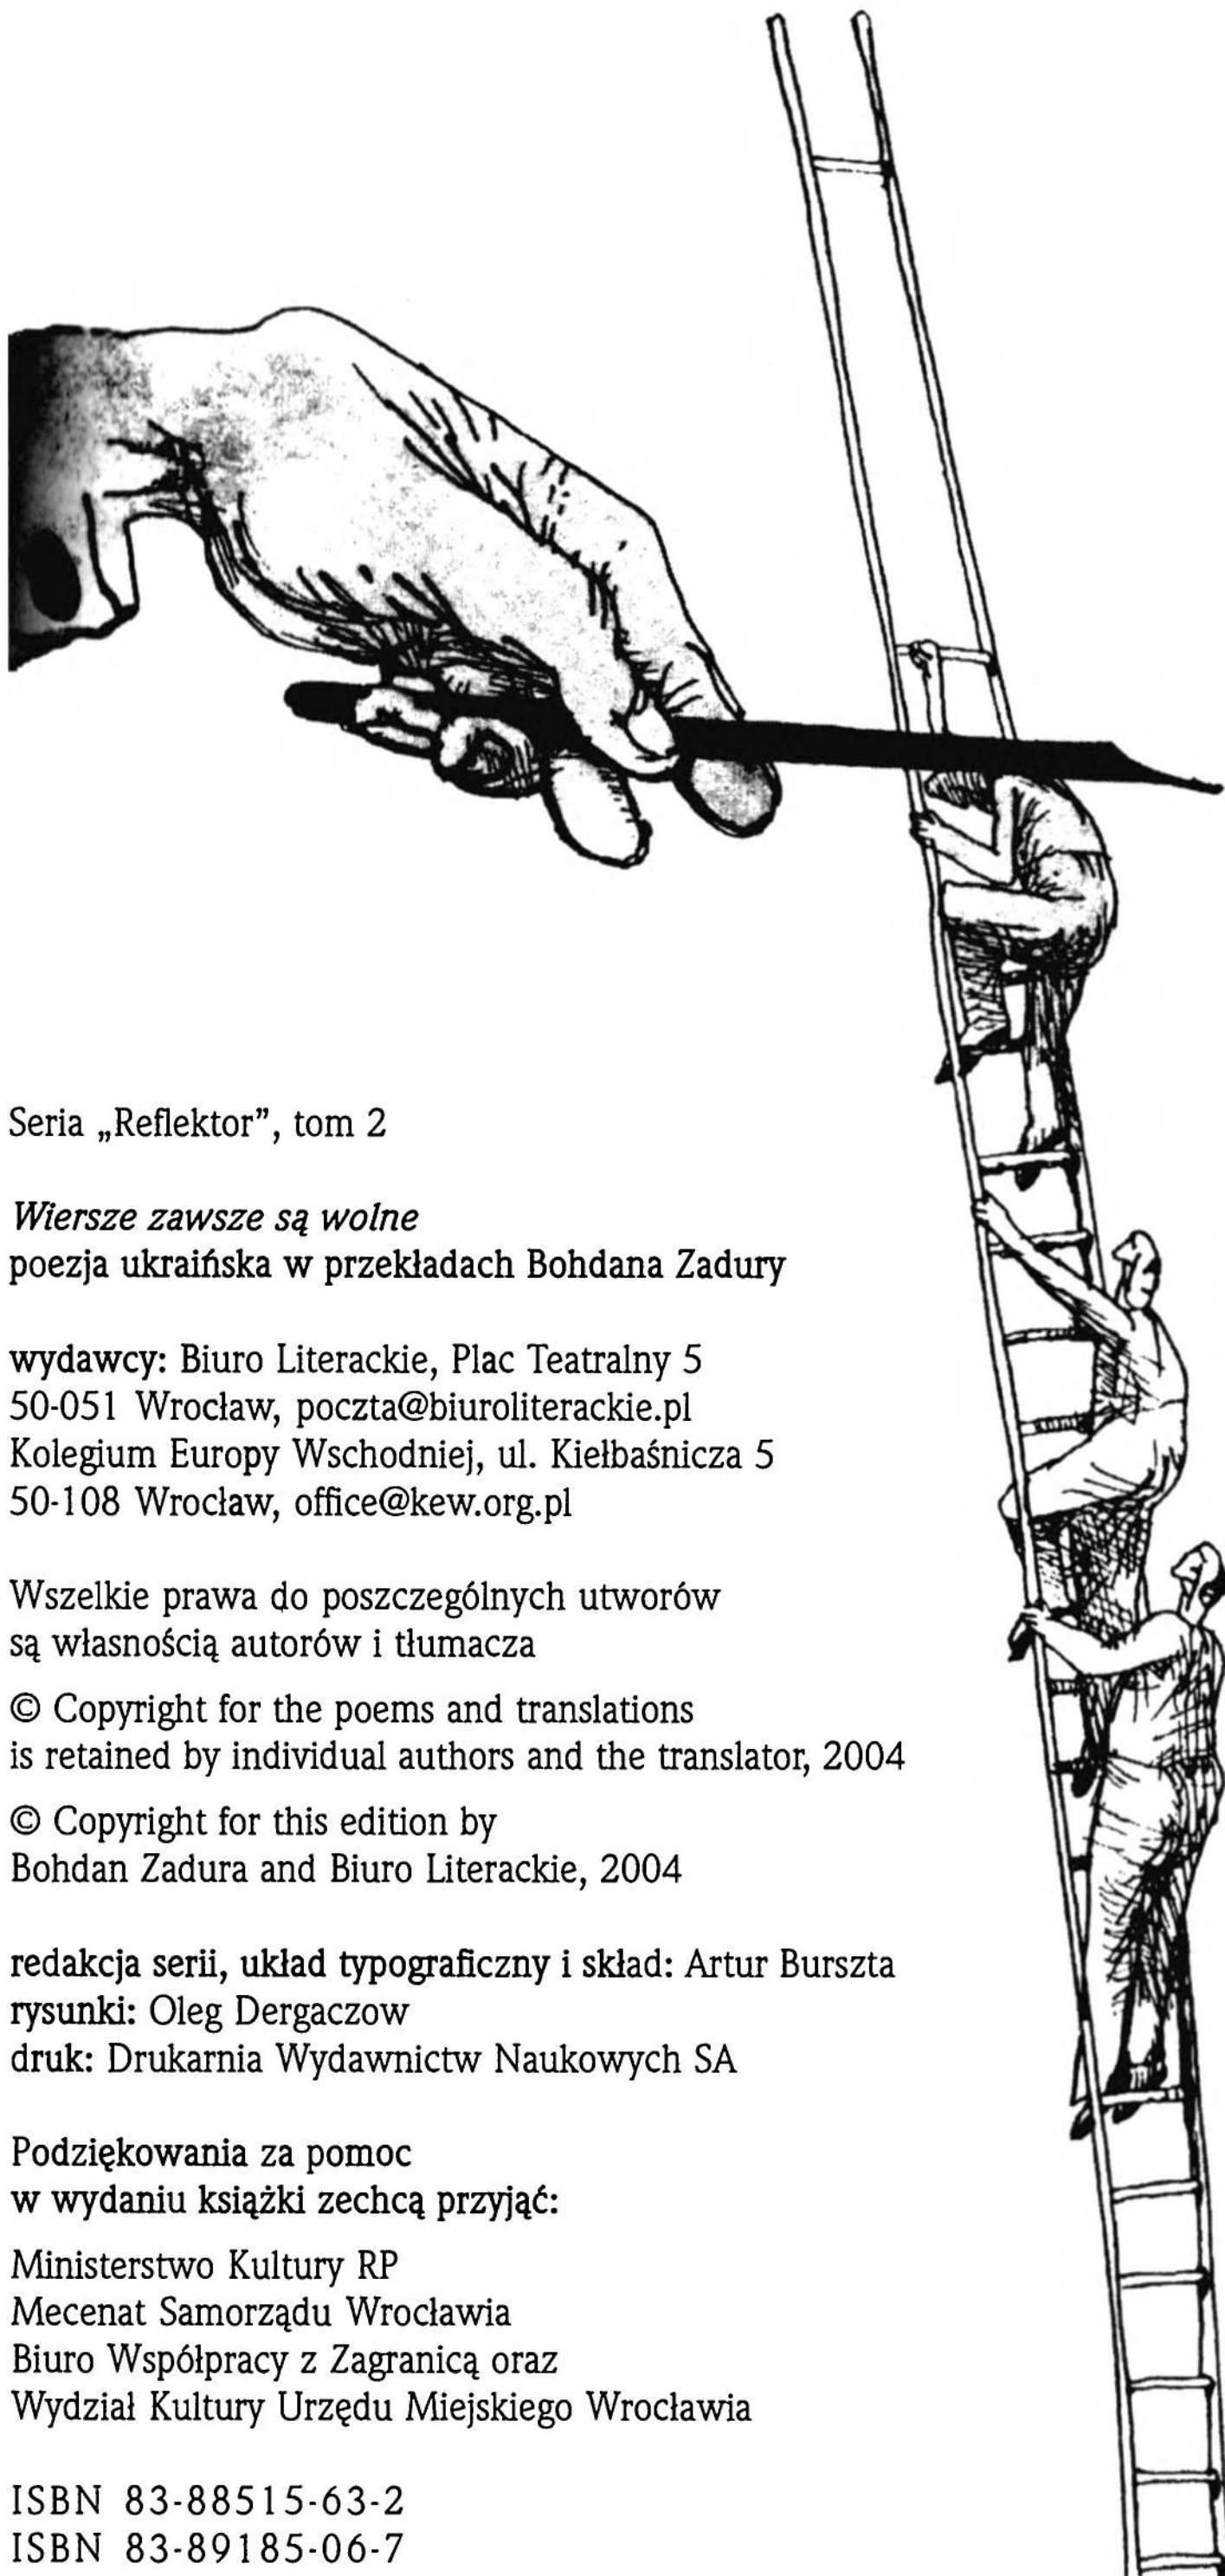 Seria „Reflektor”, tom 2
Wiersze zawsze są wolne
poezja ukraińska w przekładach Bohdana Zadury
wydawcy: Biuro Literackie, Plac Teatralny 5
50-051 Wrocław, poczta@biuroliterackie.pl
Kolegium Europy Wschodniej, ul. Kiełbaśnicza 5
50-108 Wrocław, office@kew.org.pl
Wszelkie prawa do poszczególnych utworów
są własnością autorów i tłumacza
© Copyright for the poems and translations
is retained by individual authors and the translator, 2004
© Copyright for this edition by
Bohdan Zadura and Biuro Literackie, 2004
redakcja serii, układ typograficzny i skład: Artur Burszta
rysunki: Oleg Dergaczow
druk: Drukarnia Wydawnictw Naukowych SA
Podziękowania za pomoc
w wydaniu książki zechcą przyjąć:
Ministerstwo Kultury RP
Mecenat Samorządu Wrocławia
Biuro Współpracy z Zagranicą oraz
Wydział Kultury Urzędu Miejskiego Wrocławia
ISBN 83-88515-63-2
ISBN 83-89185-06-7